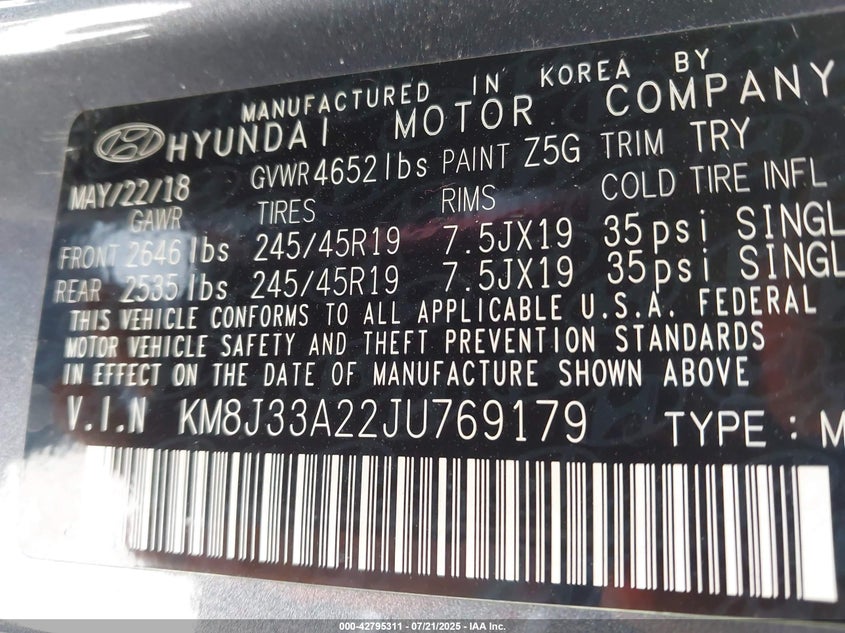 MANUFACTURED IN KOREA BY
HYUNDAI MOTOR COMPANY
MAY/22/18 GVWR 4652lbs PAINT Z5G TRIM TRY
GAWR TIRES RIMS COLD TIRE INFL
FRONT 2646lbs 245/45R19 7.5JX19 35psi SINGL
REAR 2535lbs 245/45R19 7.5JX19 35psi SINGL
THIS VEHICLE CONFORMS TO ALL APPLICABLE U.S.A. FEDERAL
MOTOR VEHICLE SAFETY AND THEFT PREVENTION STANDARDS
IN EFFECT ON THE DATE OF MANUFACTURE SHOWN ABOVE
V.I.N KM8J33A22JU769179 TYPE : M
000-42795311 - 07/21/2025 - IAA Inc.